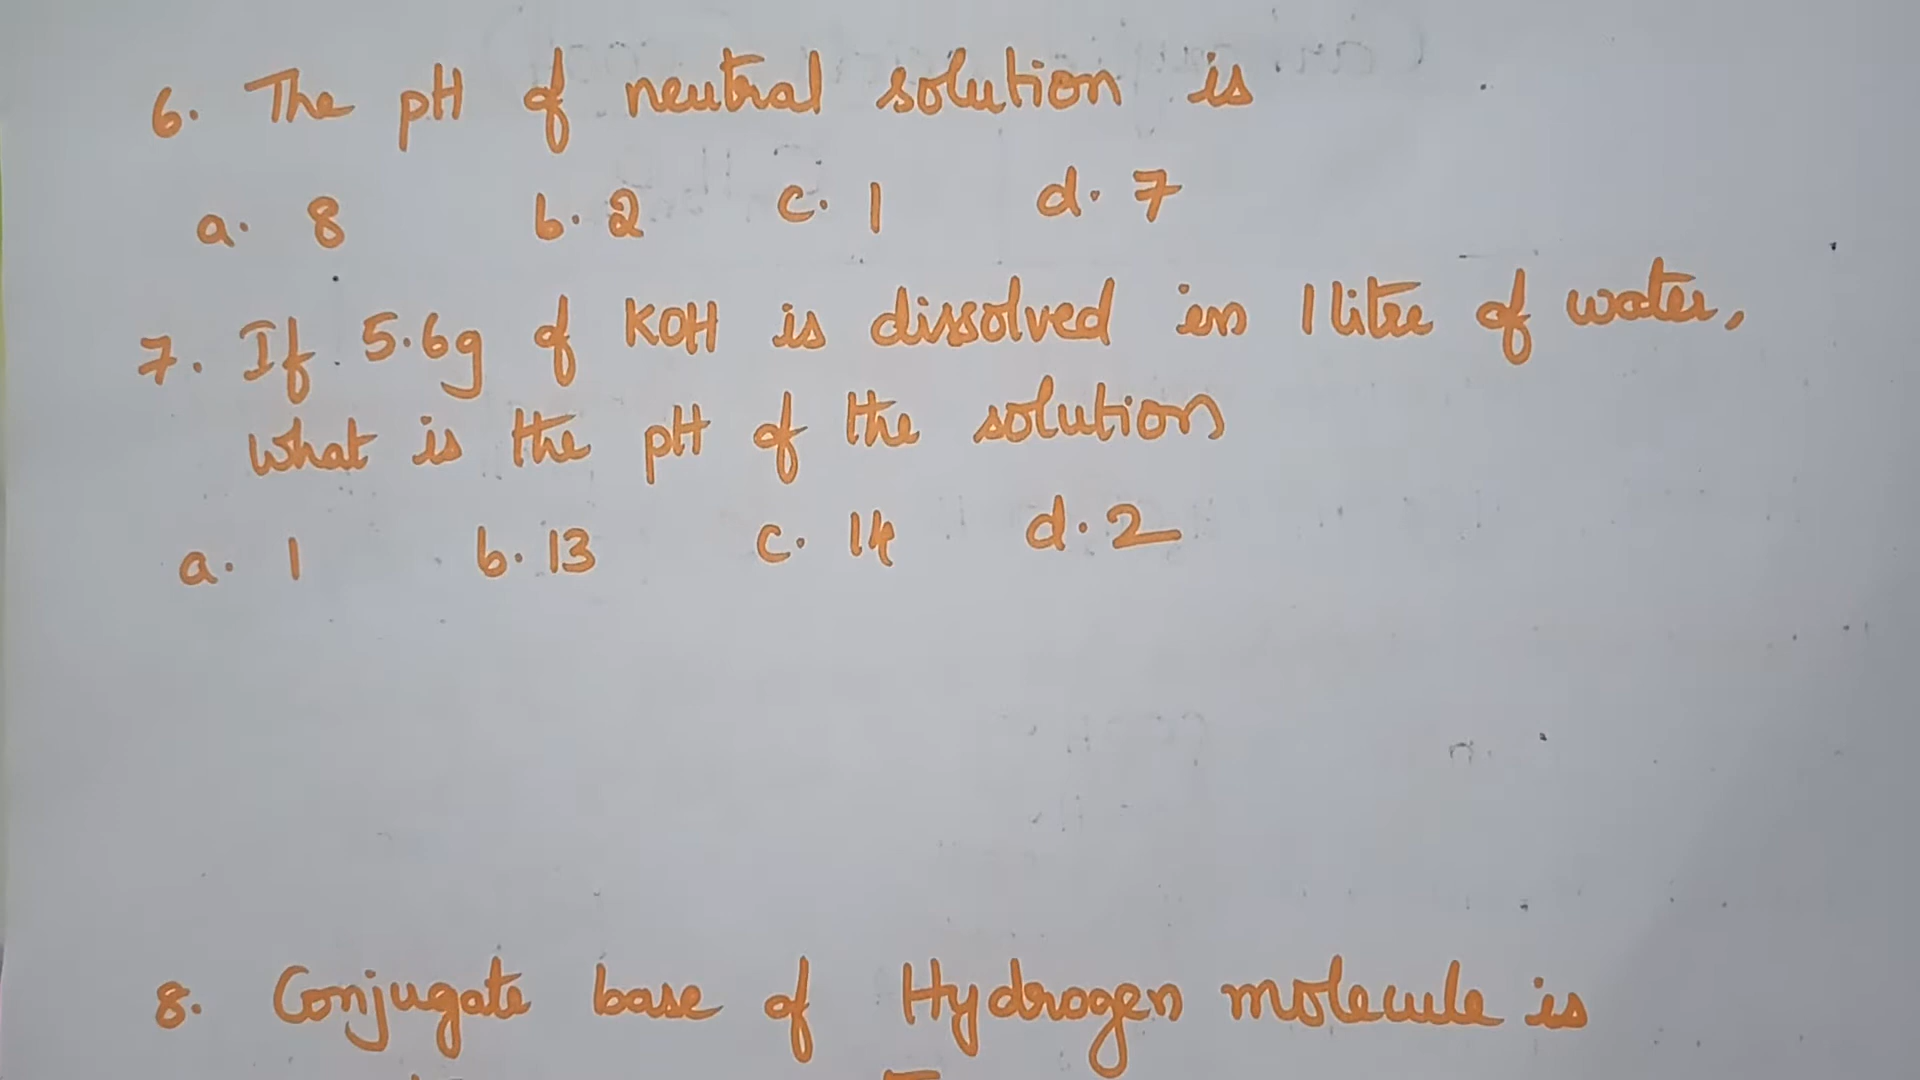 6. The pH of neutral solution is
a. 8 b. 2 c. 1 d. 7
7. If 5.6g of KOH is dissolved in 1 litre of water,
What is the pH of the solution
a. 1 b. 13 c. 14 d. 2
8. Conjugate base of Hydrogen molecule is